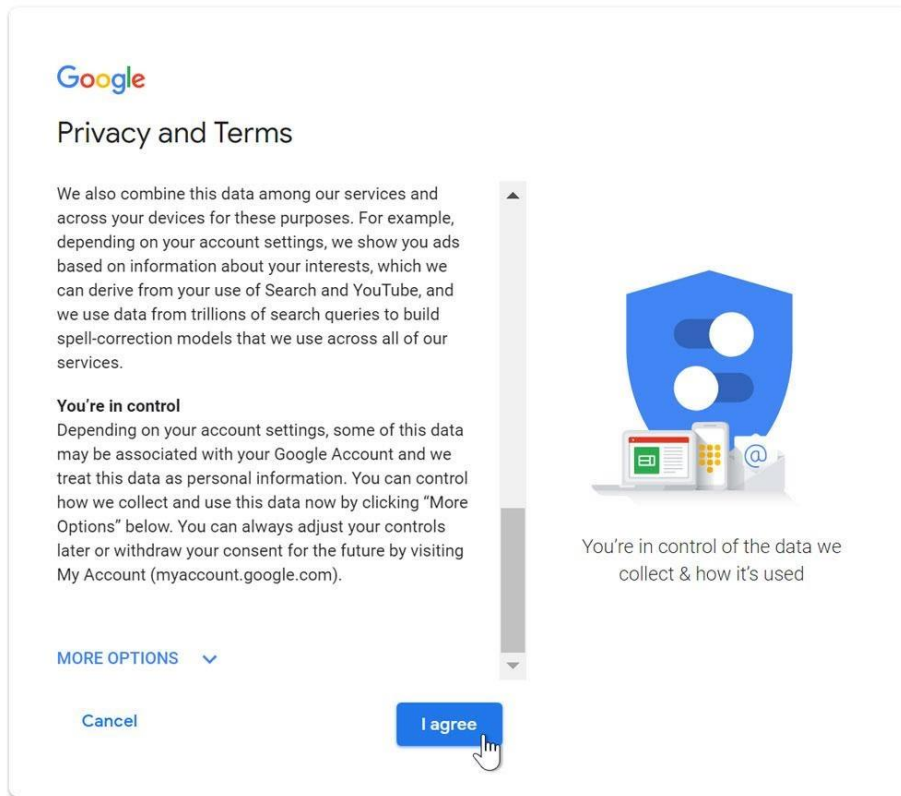 Google
Privacy and Terms
We also combine this data among our services and
across your devices for these purposes. For example,
depending on your account settings, we show you ads
based on information about your interests, which we
can derive from your use of Search and YouTube, and
we use data from trillions of search queries to build
spell-correction models that we use across all of our
services.
You're in control
Depending on your account settings, some of this data
may be associated with your Google Account and we
treat this data as personal information. You can control
how we collect and use this data now by clicking “More
Options” below. You can always adjust your controls
later or withdraw your consent for the future by visiting
My Account (myaccount.google.com).
MORE OPTIONS
Cancel
I agree
@
You're in control of the data we
collect & how it's used